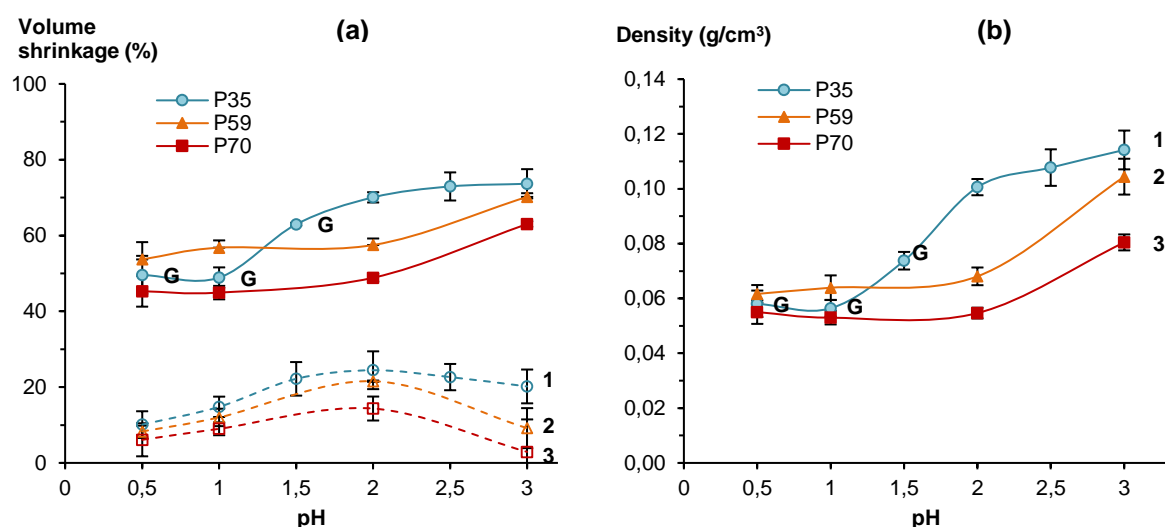 Volume
shrinkage (%)
(a)
P35
P59
P70
100
80
60
40
20
0
G
G
G
1
2
3
0
0,5
1
1,5
2
2,5
3
pH
Density (g/cm³)
(b)
P35
P59
P70
0,14
0,12
0,10
0,08
0,06
0,04
0,02
0,00
G
G
G
1
2
3
0
0,5
1
1,5
2
2,5
3
pH